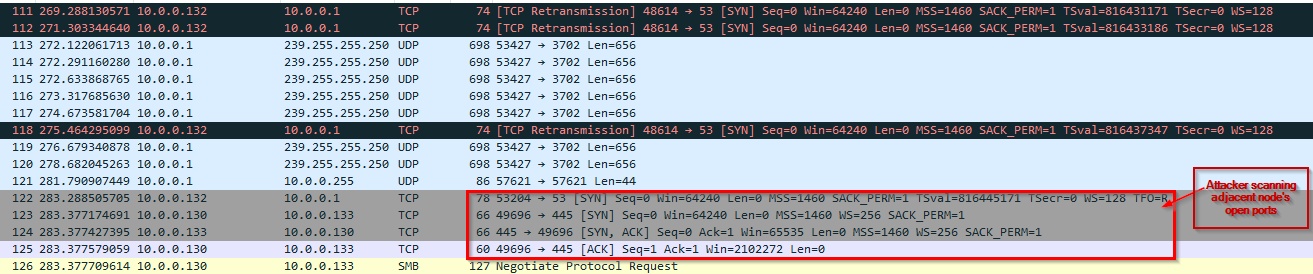 111 269.288130571 10.0.0.132 10.0.0.1 TCP 74 [TCP Retransmission] 48614 → 53 [SYN] Seq=0 Win=64240 Len=0 MSS=1460 SACK_PERM=1 TSval=816431171 TSecr=0 WS=128
112 271.303344640 10.0.0.132 10.0.0.1 TCP 74 [TCP Retransmission] 48614 → 53 [SYN] Seq=0 Win=64240 Len=0 MSS=1460 SACK_PERM=1 TSval=816433186 TSecr=0 WS=128
113 272.122061713 10.0.0.1 239.255.255.250 UDP 698 53427 → 3702 Len=656
114 272.291160280 10.0.0.1 239.255.255.250 UDP 698 53427 → 3702 Len=656
115 272.633868765 10.0.0.1 239.255.255.250 UDP 698 53427 → 3702 Len=656
116 273.317685630 10.0.0.1 239.255.255.250 UDP 698 53427 → 3702 Len=656
117 274.673581704 10.0.0.1 239.255.255.250 UDP 698 53427 → 3702 Len=656
118 275.464295099 10.0.0.132 10.0.0.1 TCP 74 [TCP Retransmission] 48614 → 53 [SYN] Seq=0 Win=64240 Len=0 MSS=1460 SACK_PERM=1 TSval=816437347 TSecr=0 WS=128
119 276.679340878 10.0.0.1 239.255.255.250 UDP 698 53427 → 3702 Len=656
120 278.682045263 10.0.0.1 239.255.255.250 UDP 698 53427 → 3702 Len=656
121 281.790907449 10.0.0.1 10.0.0.255 UDP 86 57621 → 57621 Len=44
122 283.288505705 10.0.0.132 10.0.0.1 TCP 78 53204 → 53 [SYN] Seq=0 Win=64240 Len=0 MSS=1460 SACK_PERM=1 TSval=816445171 TSecr=0 WS=128 TFO=R
123 283.377174691 10.0.0.130 10.0.0.133 TCP 66 49696 → 445 [SYN] Seq=0 Win=64240 Len=0 MSS=1460 WS=256 SACK_PERM=1
124 283.377427395 10.0.0.133 10.0.0.130 TCP 66 445 → 49696 [SYN, ACK] Seq=0 Ack=1 Win=65535 Len=0 MSS=1460 WS=256 SACK_PERM=1
125 283.377579059 10.0.0.130 10.0.0.133 TCP 60 49696 → 445 [ACK] Seq=1 Ack=1 Win=2102272 Len=0
126 283.377709614 10.0.0.130 10.0.0.133 SMB 127 Negotiate Protocol Request
Attacker scanning
adjacent node's
open ports